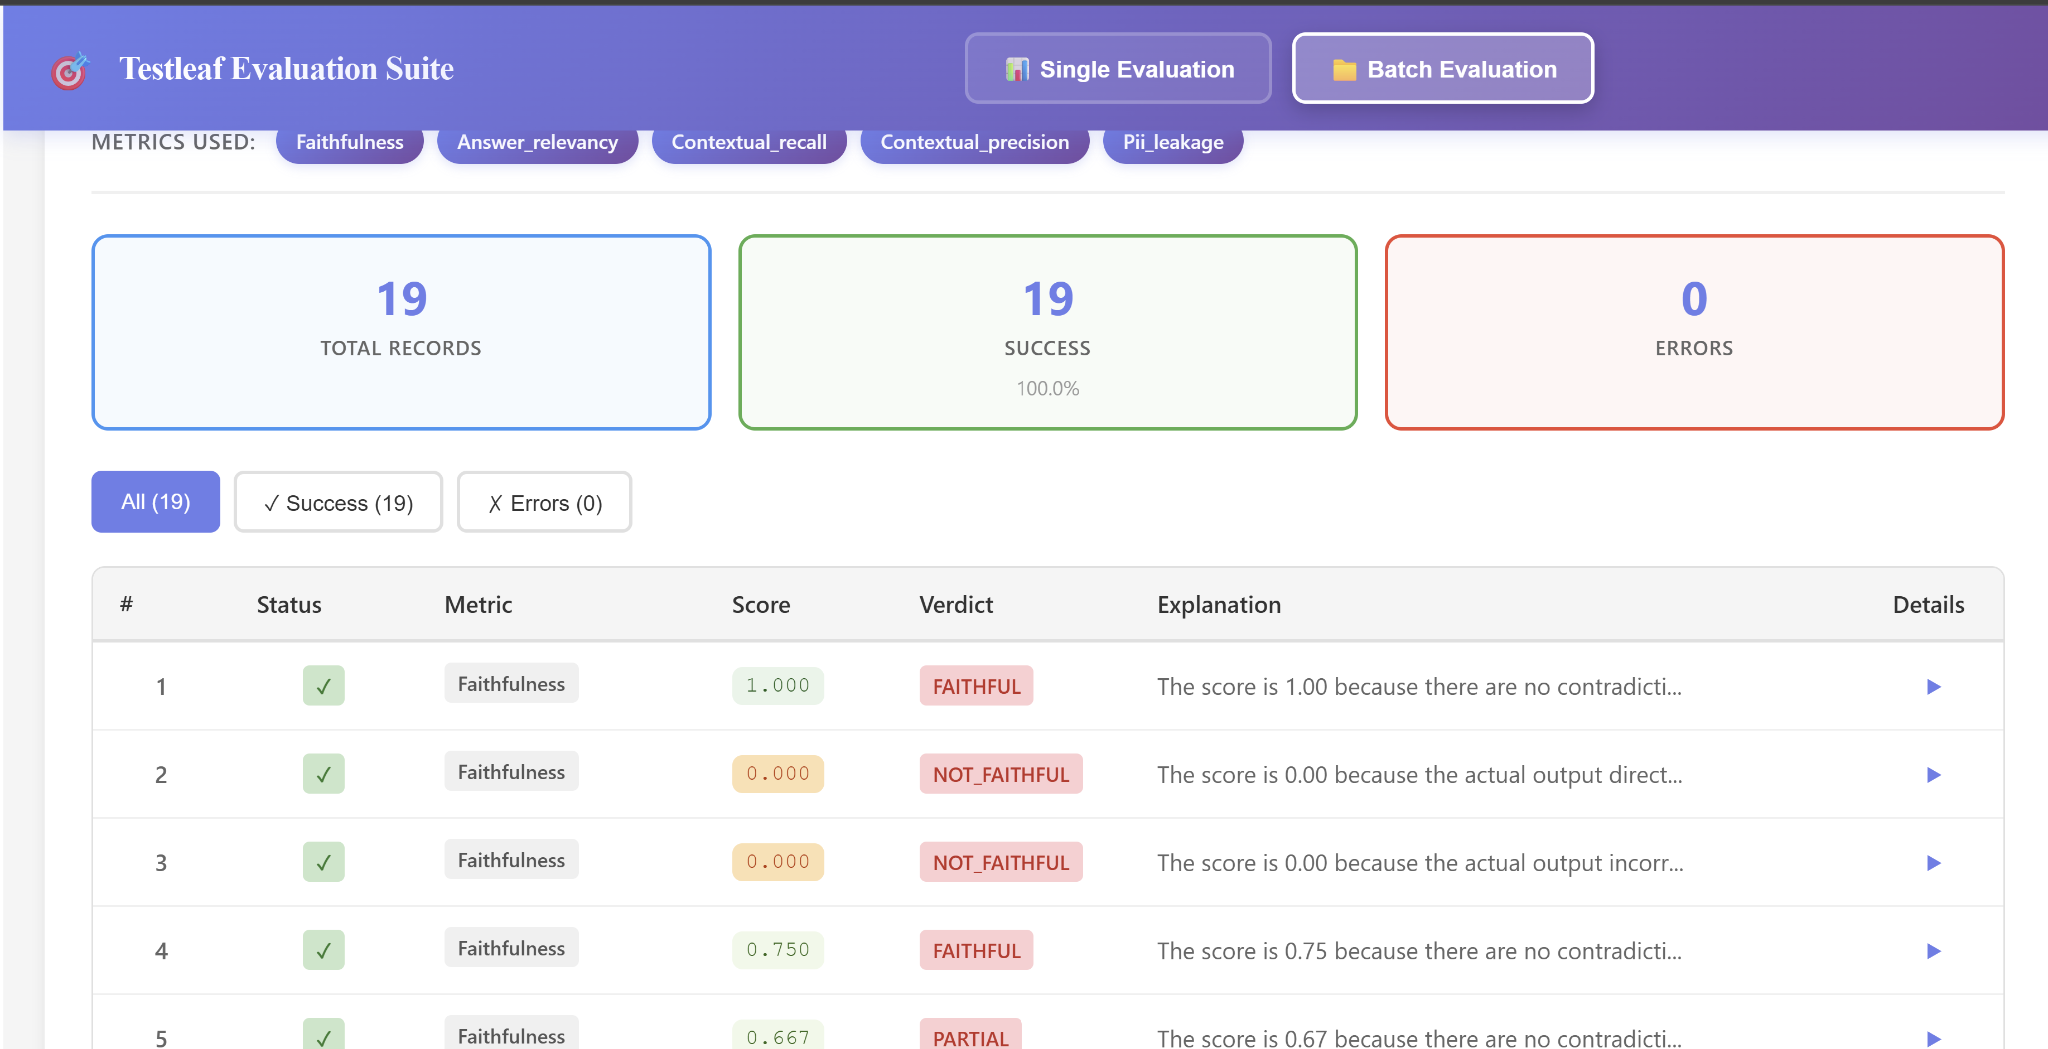 Testleaf Evaluation Suite
Single Evaluation
Batch Evaluation
METRICS USED: Faithfulness Answer_relevancy Contextual_recall Contextual_precision Pii_leakage
19
TOTAL RECORDS
19
SUCCESS
100.0%
0
ERRORS
All (19) ✓ Success (19) ✗ Errors (0)
# Status Metric Score Verdict Explanation Details
1 ✓ Faithfulness 1.000 FAITHFUL The score is 1.00 because there are no contradicti... ▶
2 ✓ Faithfulness 0.000 NOT_FAITHFUL The score is 0.00 because the actual output direct... ▶
3 ✓ Faithfulness 0.000 NOT_FAITHFUL The score is 0.00 because the actual output incorr... ▶
4 ✓ Faithfulness 0.750 FAITHFUL The score is 0.75 because there are no contradicti... ▶
5 ✓ Faithfulness 0.667 PARTIAL The score is 0.67 because there are no contradicti... ▶